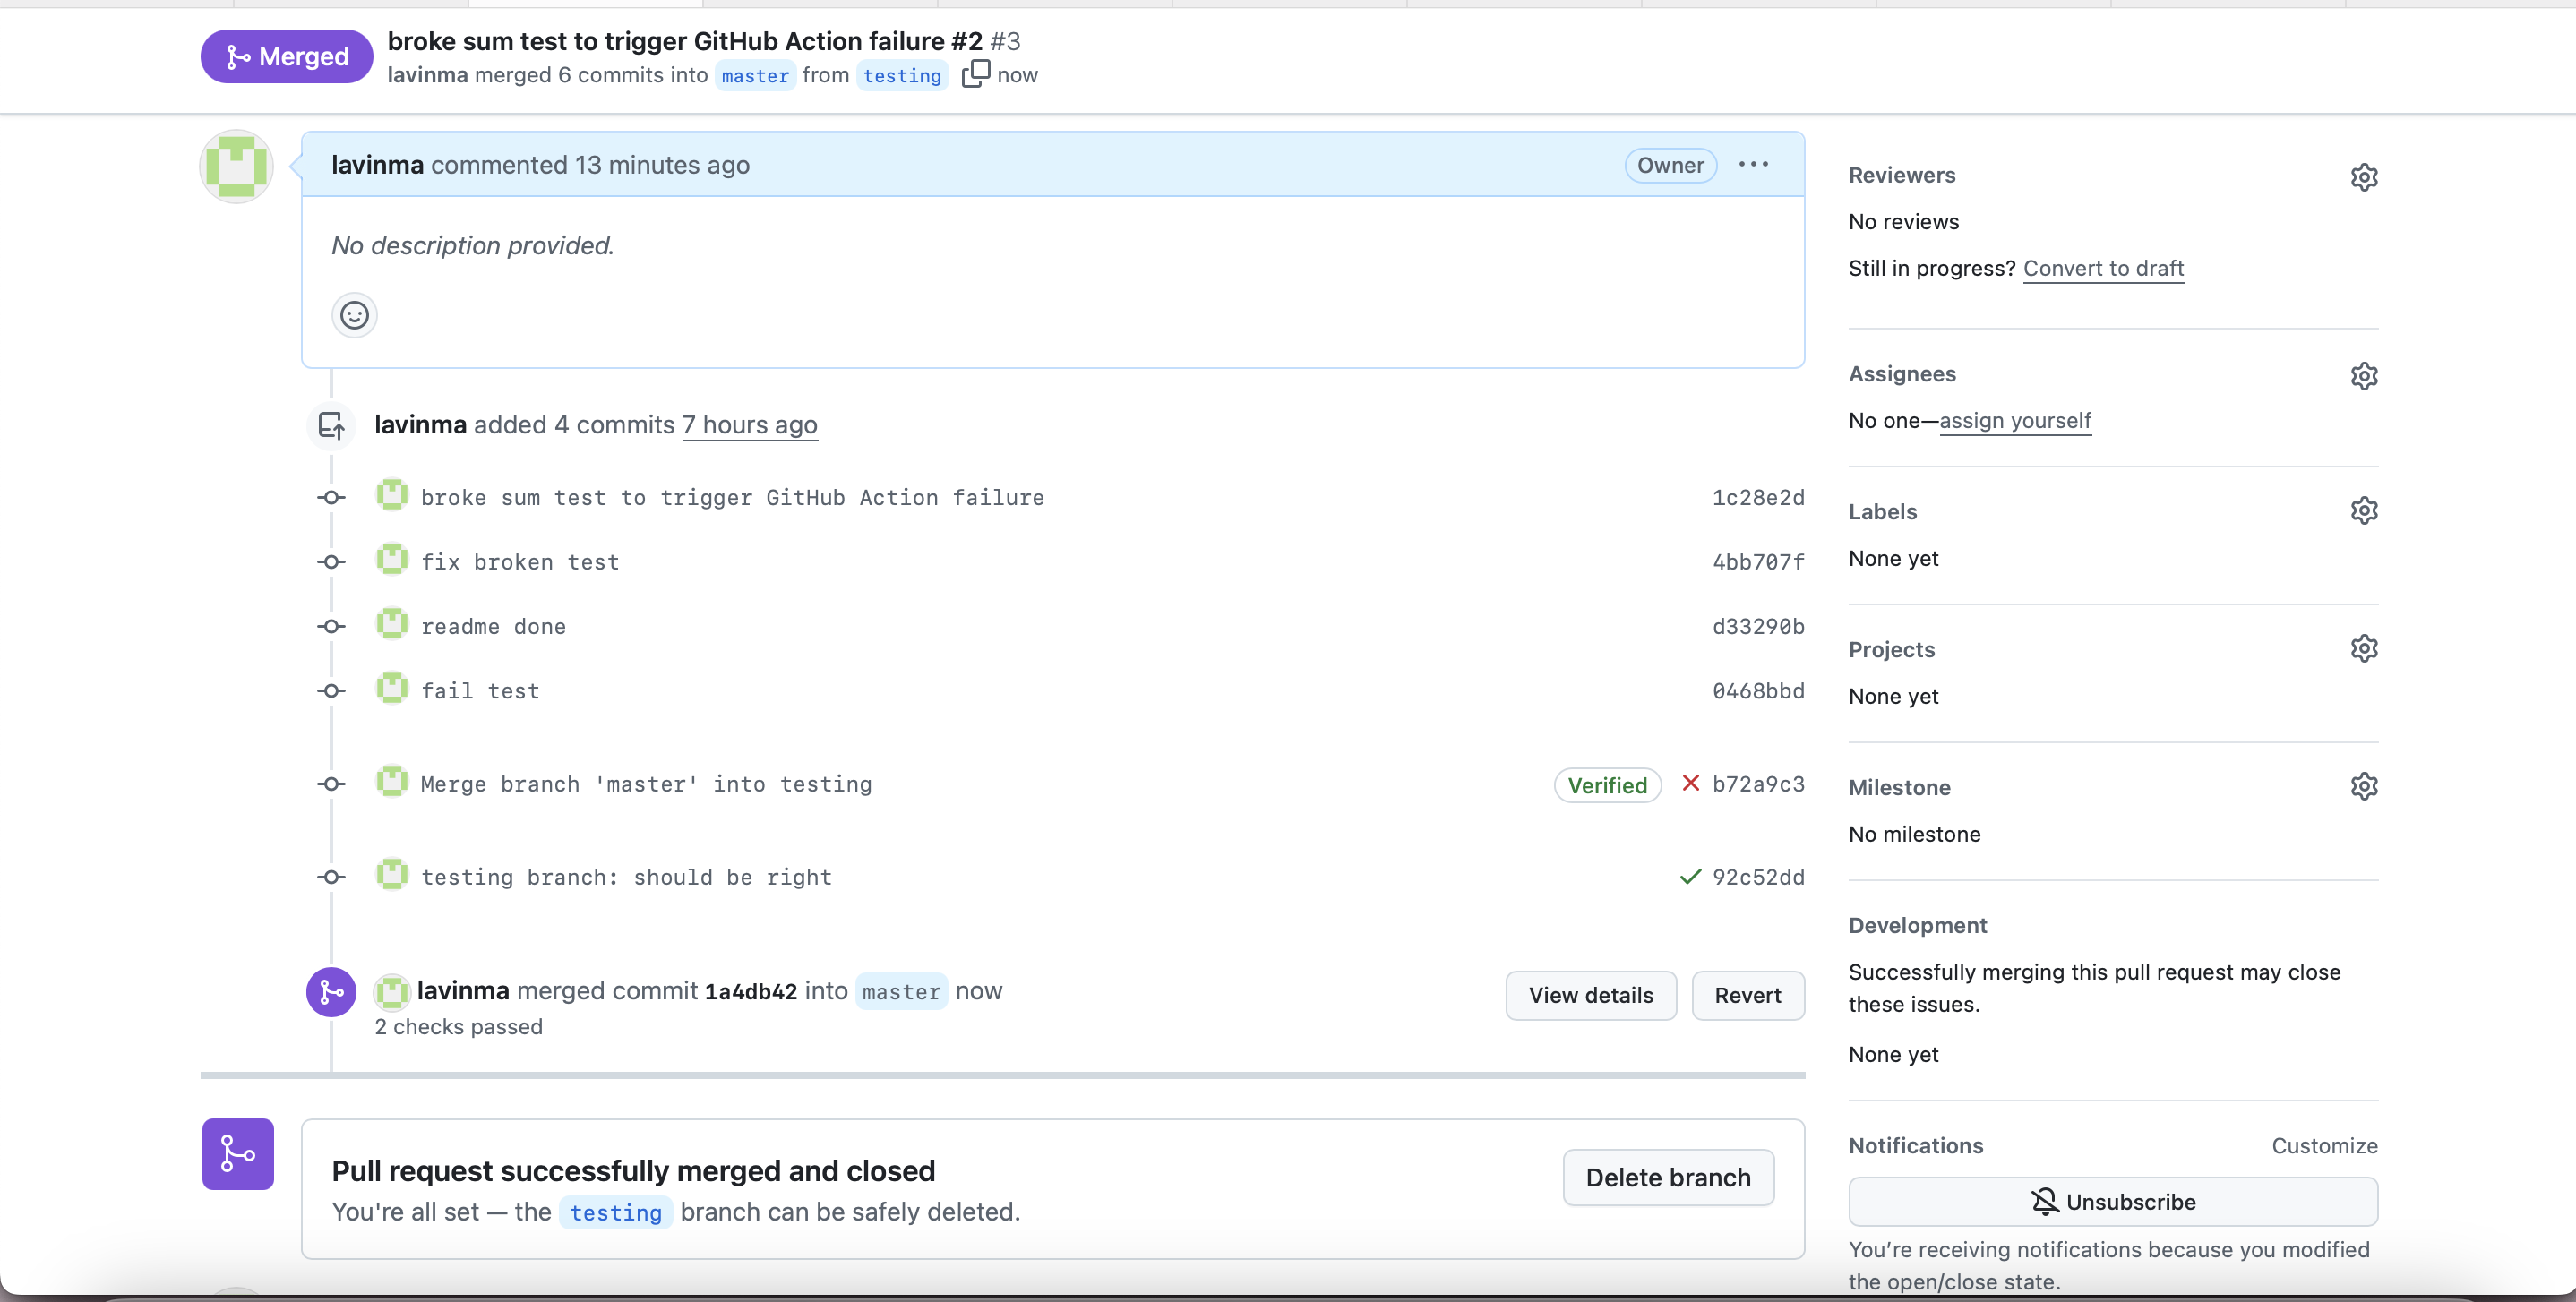 Merged
broke sum test to trigger GitHub Action failure #2 #3
lavinma merged 6 commits into master from testing now
lavinma commented 13 minutes ago
Owner
No description provided.
lavinma added 4 commits 7 hours ago
broke sum test to trigger GitHub Action failure 1c28e2d
fix broken test 4bb707f
readme done d33290b
fail test 0468bbd
Merge branch 'master' into testing Verified b72a9c3
testing branch: should be right 92c52dd
lavinma merged commit 1a4db42 into master now
2 checks passed
View details
Revert
Pull request successfully merged and closed
You're all set — the testing branch can be safely deleted.
Delete branch
Reviewers
No reviews
Still in progress? Convert to draft
Assignees
No one—assign yourself
Labels
None yet
Projects
None yet
Milestone
No milestone
Development
Successfully merging this pull request may close
these issues.
None yet
Notifications
Customize
Unsubscribe
You’re receiving notifications because you modified
the open/close state.